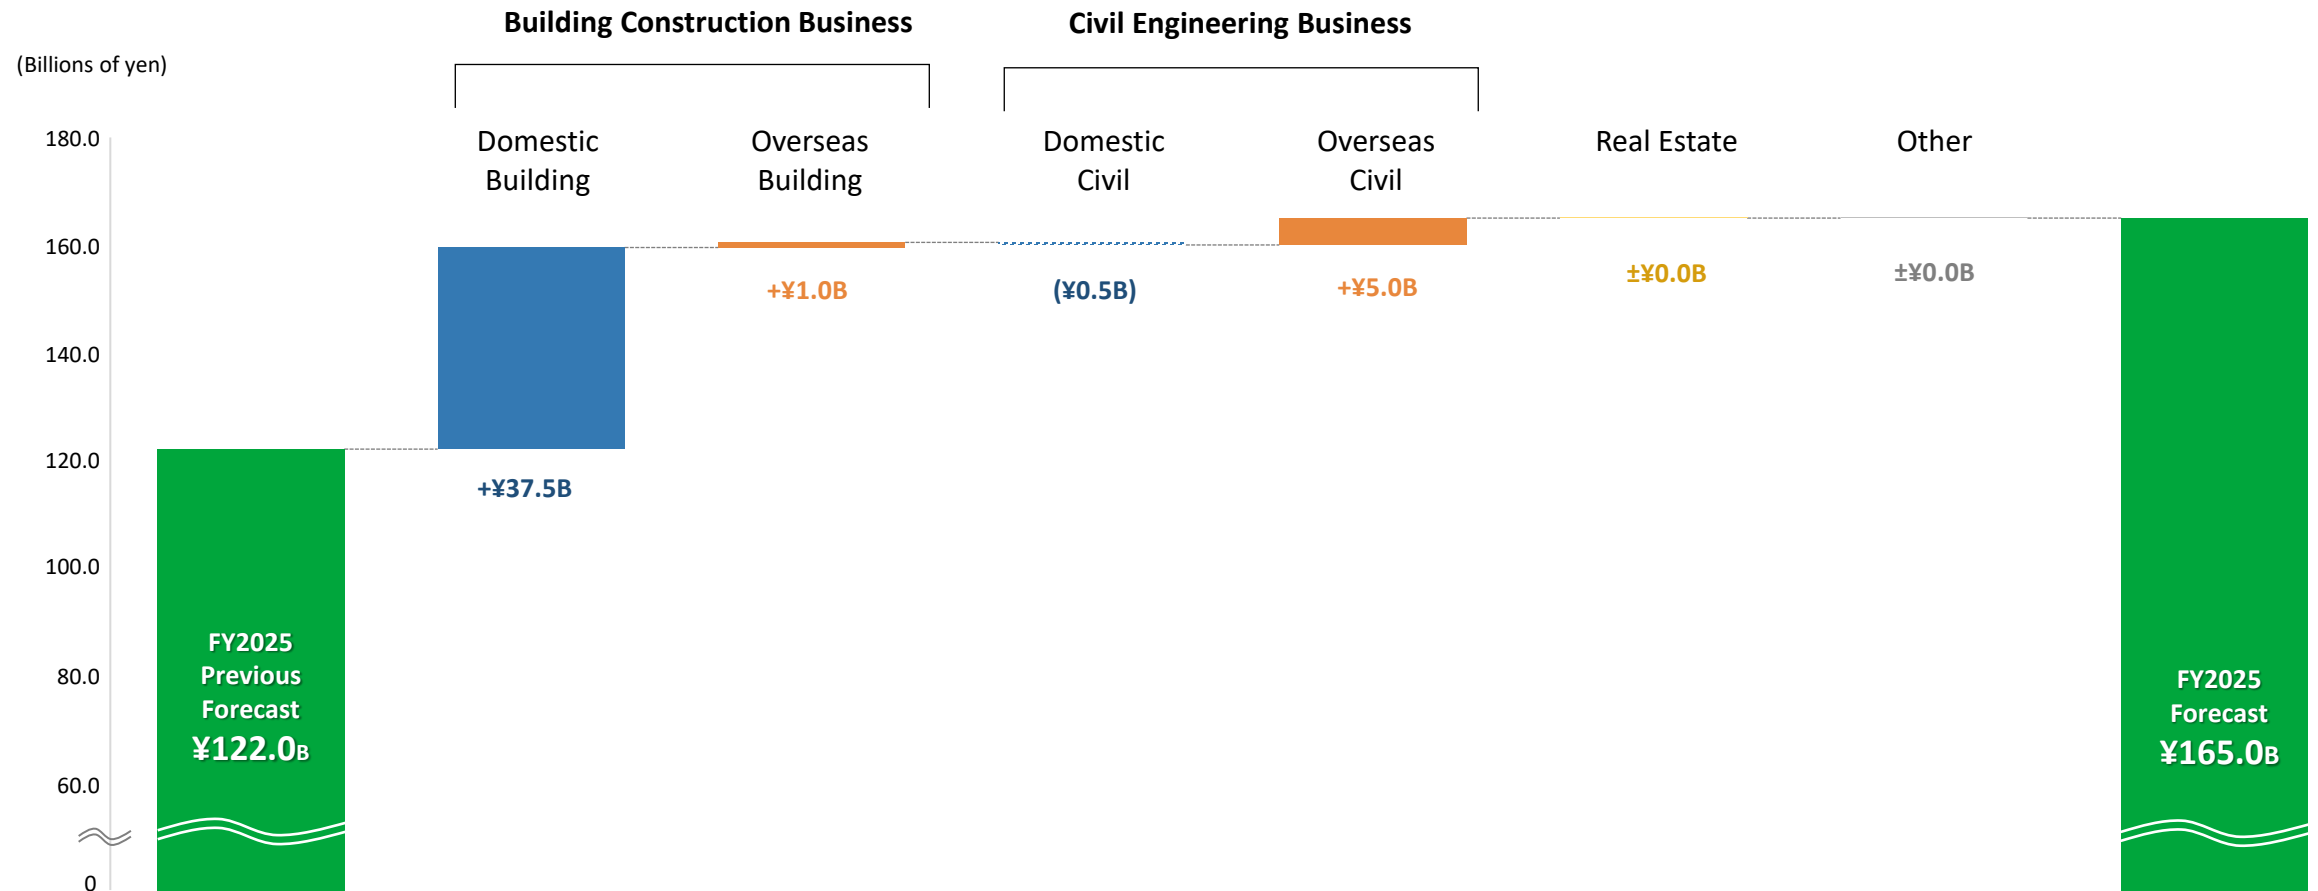 Building Construction Business
Civil Engineering Business
(Billions of yen)
Domestic
Building
Overseas
Building
Domestic
Civil
Overseas
Civil
Real Estate
Other
180.0
160.0
140.0
120.0
100.0
80.0
60.0
0
+¥37.5B
+¥1.0B
(¥0.5B)
+¥5.0B
±¥0.0B
±¥0.0B
FY2025
Previous
Forecast
¥122.0B
FY2025
Forecast
¥165.0B